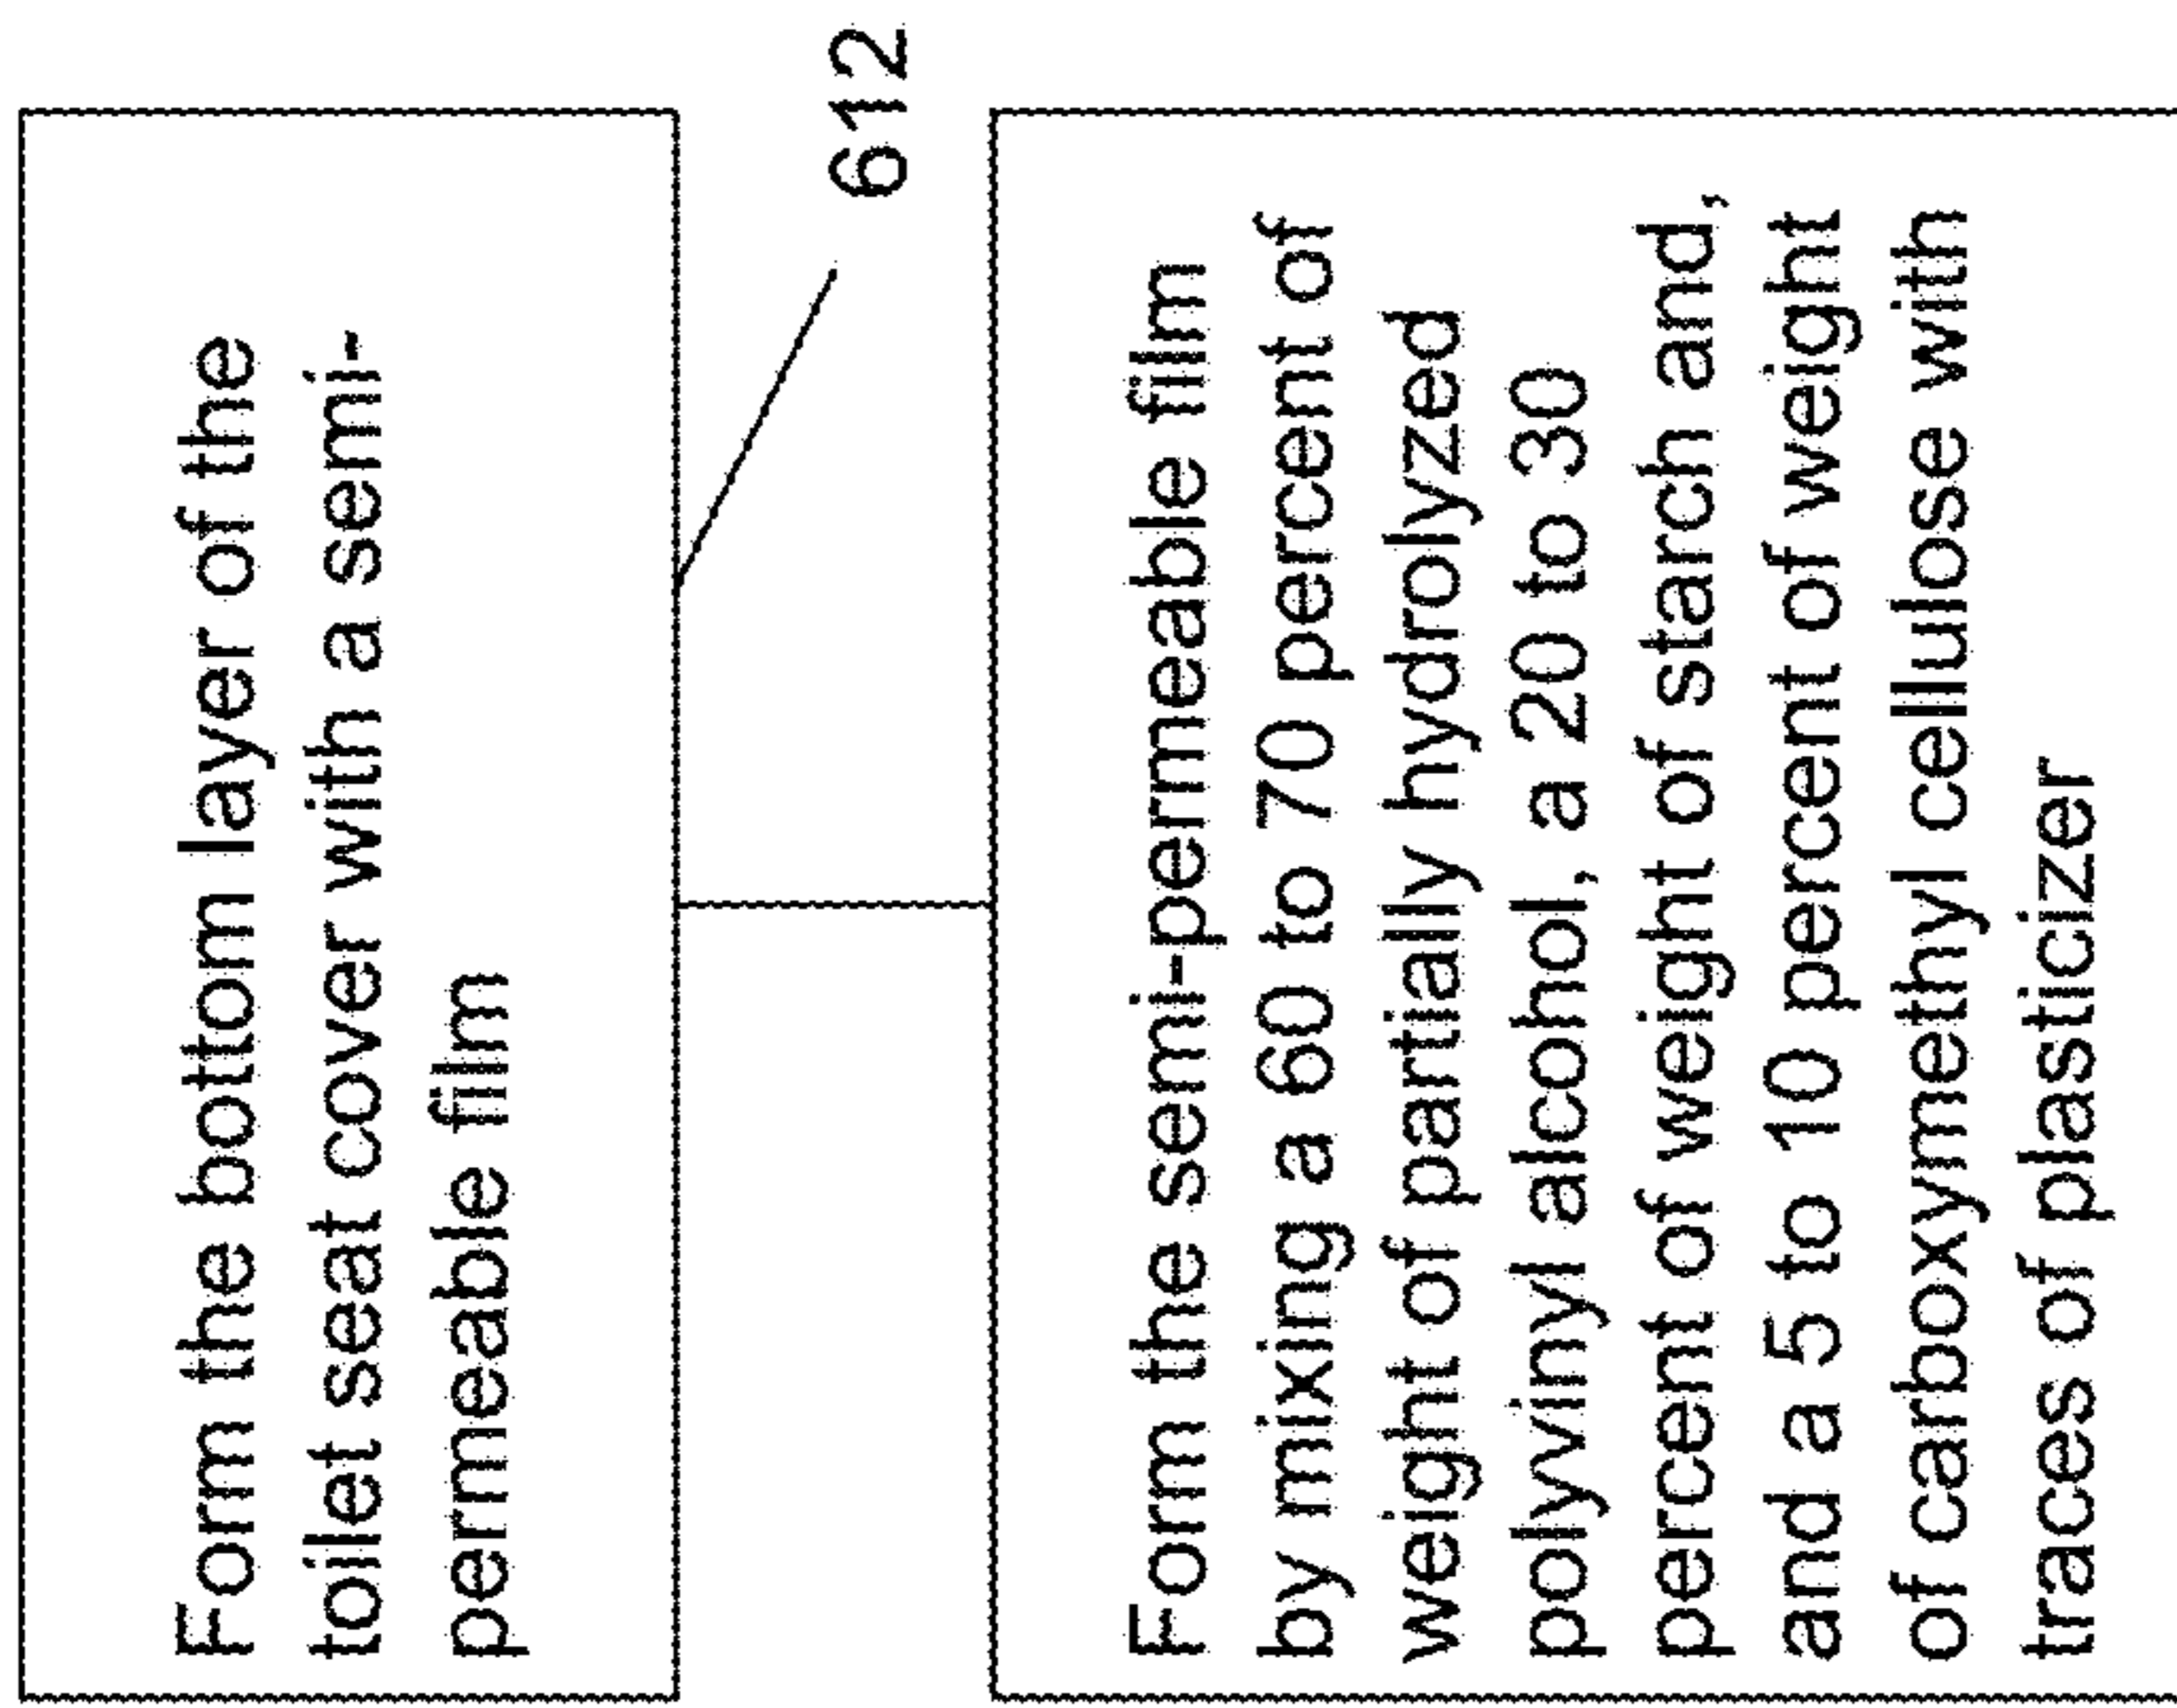 Form the bottom layer of the
toilet seat cover with a semi-
permeable film
612
Form the semi-permeable film
by mixing a 60 to 70 percent of
weight of partially hydrolyzed
polyvinyl alcohol, a 20 to 30
percent of weight of starch and,
and a 5 to 10 percent of weight
of carboxymethyl cellulose with
traces of plasticizer